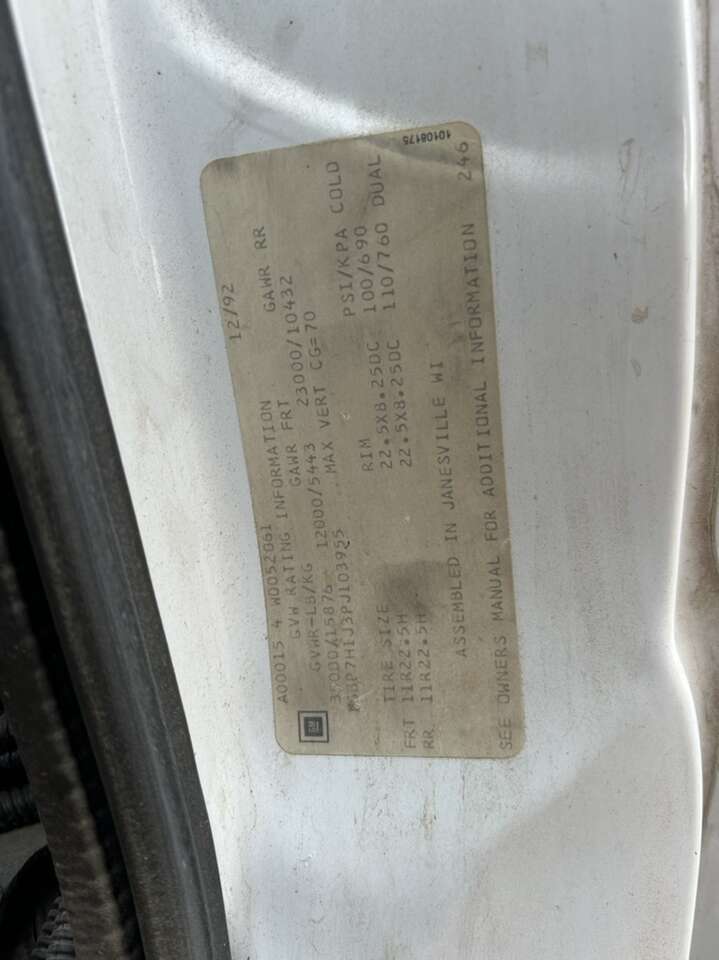 10108175
A00015 4 W0052061 12/92
GVW RATING INFORMATION
GVWR-LB/KG GAWR FRT GAWR RR
35000/15876 12000/5443 23000/10432
MAX VERT CG=70
TIRE SIZE RIM PSI/KPA COLD
FRT 11R22.5H 22.5X8.25DC 100/690
RR 11R22.5H 22.5X8.25DC 110/760 DUAL
ASSEMBLED IN JANESVILLE WI
SEE OWNERS MANUAL FOR ADDITIONAL INFORMATION 246
GM